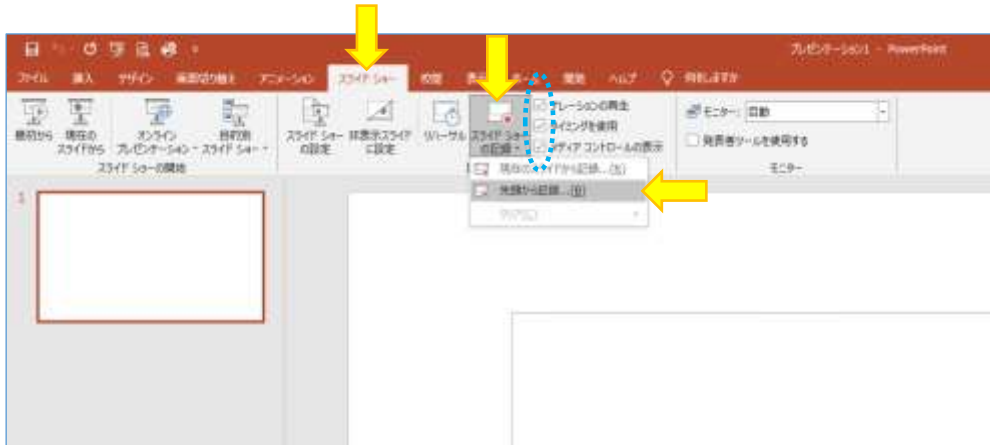 プレゼンテーション1 - PowerPoint
ファイル 挿入 デザイン 画面切り替え アニメーション スライド ショー 校閲 開発 ヘルプ 何をしますか
最初から 現在の スライドから オンライン プレゼンテーション 目的別 スライド ショー スライド ショー の設定 非表示スライド に設定 リハーサル スライド ショー の記録
ナレーションの再生
タイミングを使用
メディア コントロールの表示
モニター: 自動
発表者ツールを使用する
スライド ショーの開始
モニター
現在のスライドから記録...(S)
先頭から記録...(B)
クリア(C)
1